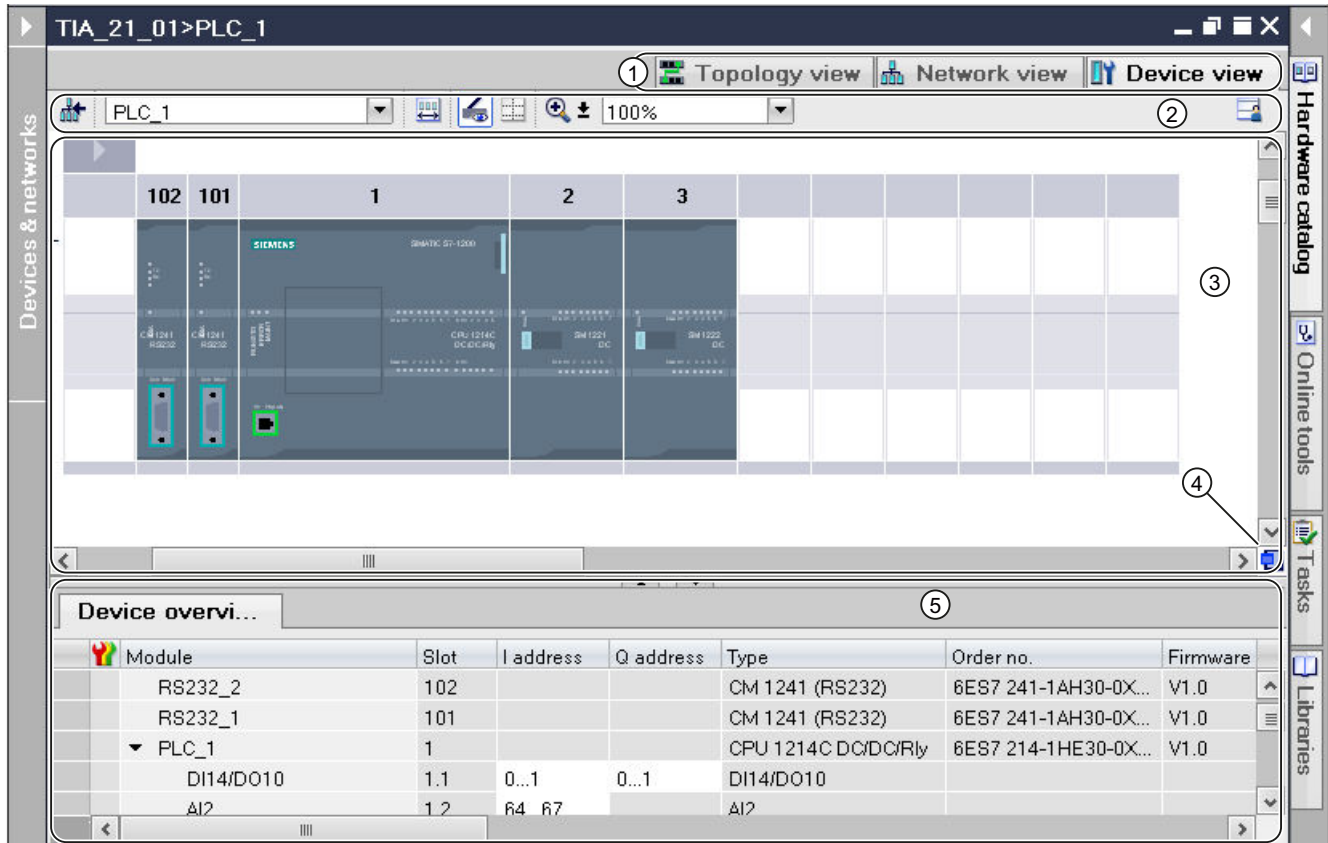 TIA_21_01>PLC_1
① Topology view Network view Device view
PLC_1 100% ②
Devices & networks
102 101 1 2 3
SIEMENS SIMATIC S7-1200
③
CM 1241 RS232
CM 1241 RS232
CPU 1214C DC/DC/Rly
SM 1221 DC
SM 1222 DC
④
Device overvi... ⑤
Module Slot I address Q address Type Order no. Firmware
RS232_2 102 CM 1241 (RS232) 6ES7 241-1AH30-0X... V1.0
RS232_1 101 CM 1241 (RS232) 6ES7 241-1AH30-0X... V1.0
PLC_1 1 CPU 1214C DC/DC/Rly 6ES7 214-1HE30-0X... V1.0
DI14/DO10 1.1 0...1 0...1 DI14/DO10
AI2 1.2 64...67 AI2
Hardware catalog
Online tools
Tasks
Libraries